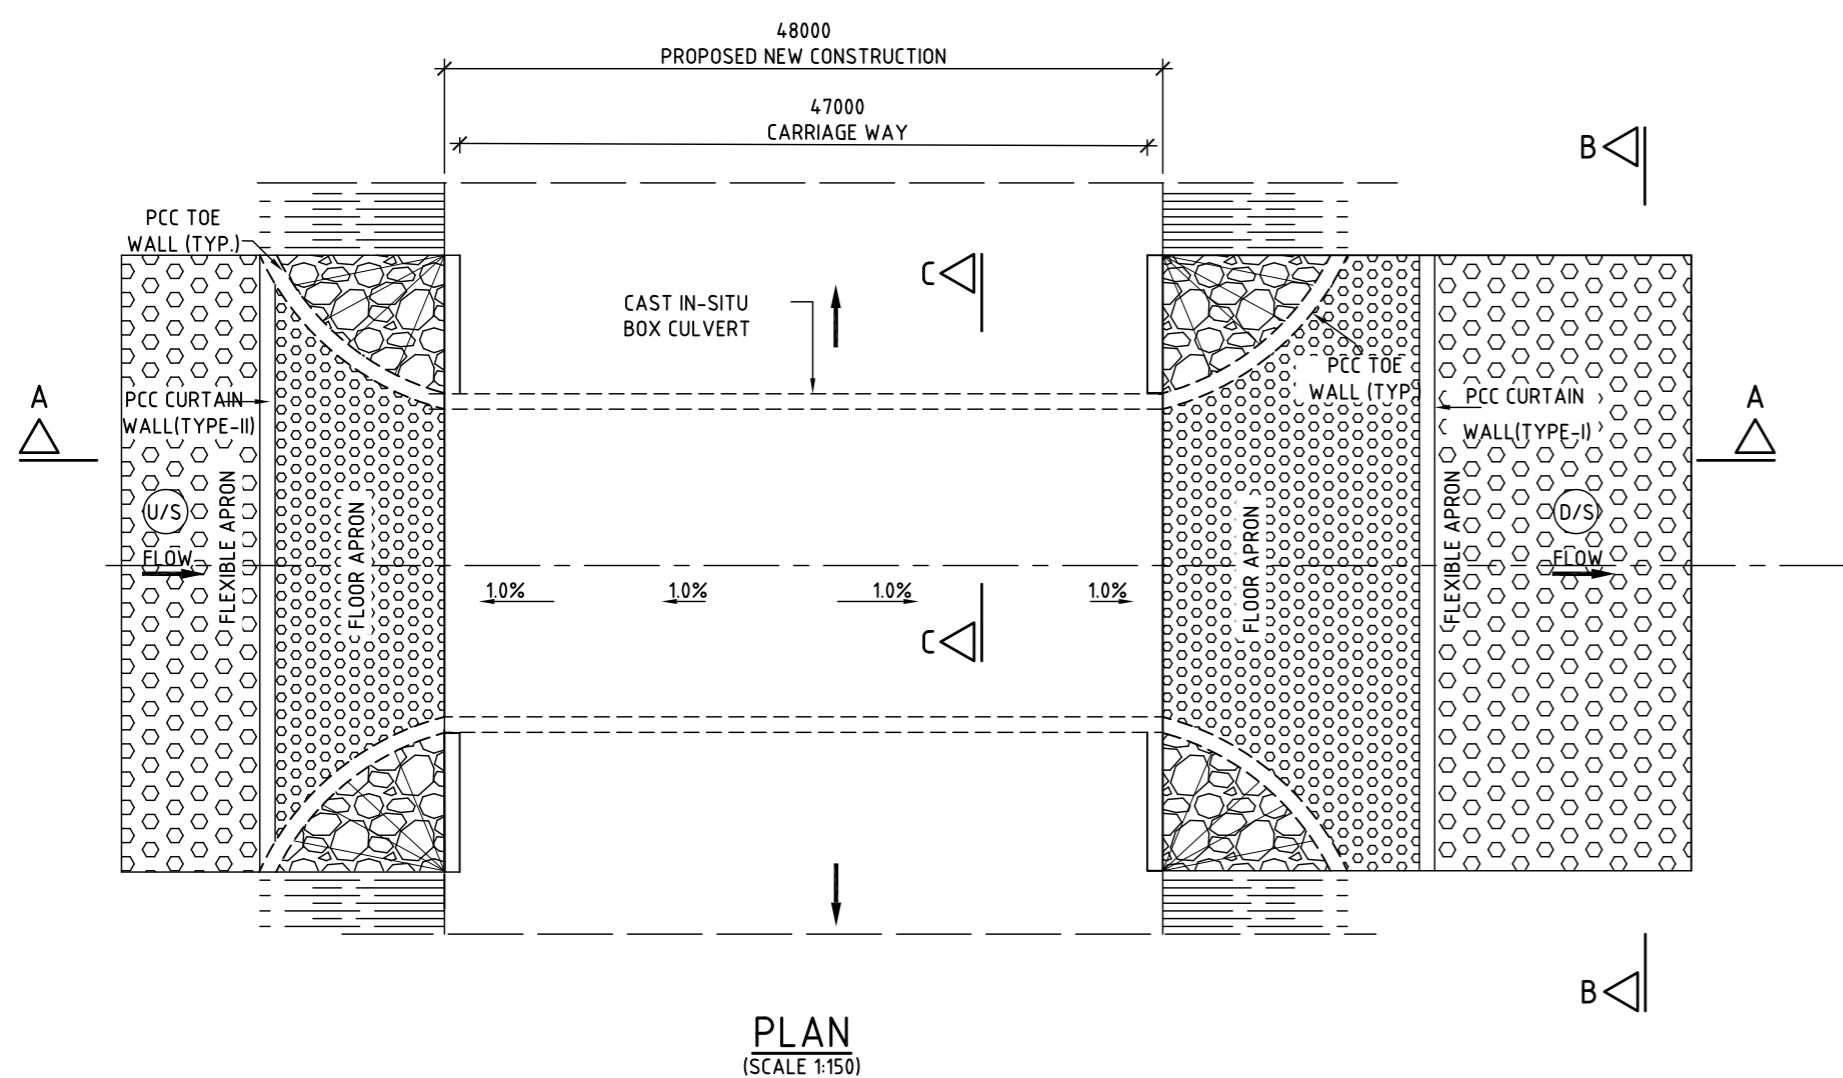 48000
PROPOSED NEW CONSTRUCTION
47000
CARRIAGE WAY
B
PCC TOE
WALL (TYP.)
C
CAST IN-SITU
BOX CULVERT
PCC TOE
WALL (TYP.
A
PCC CURTAIN
WALL(TYPE-II)
PCC CURTAIN
WALL(TYPE-I)
A
U/S
FLOW
FLEXIBLE APRON
FLOOR APRON
1.0%
1.0%
1.0%
1.0%
FLOOR APRON
FLEXIBLE APRON
D/S
FLOW
C
B
PLAN
(SCALE 1:150)